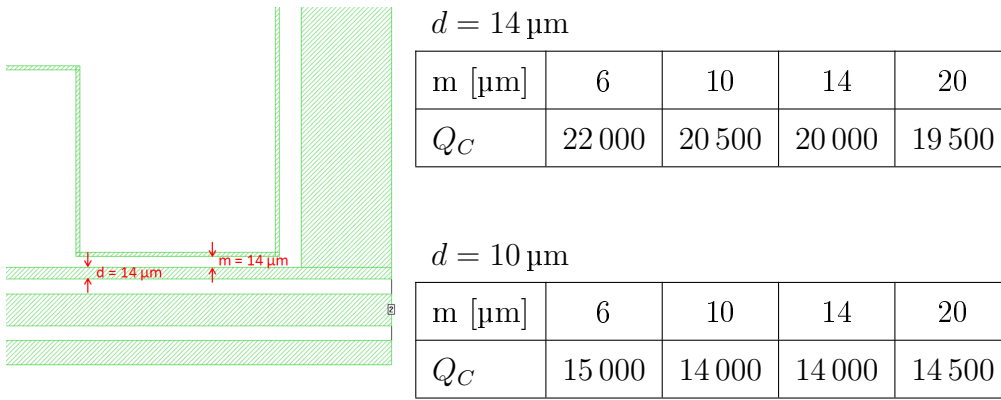 d = 14 µm
m [µm] 6 10 14 20
Q_C 22 000 20 500 20 000 19 500
d = 10 µm
m [µm] 6 10 14 20
Q_C 15 000 14 000 14 000 14 500
m = 14 µm
d = 14 µm
2